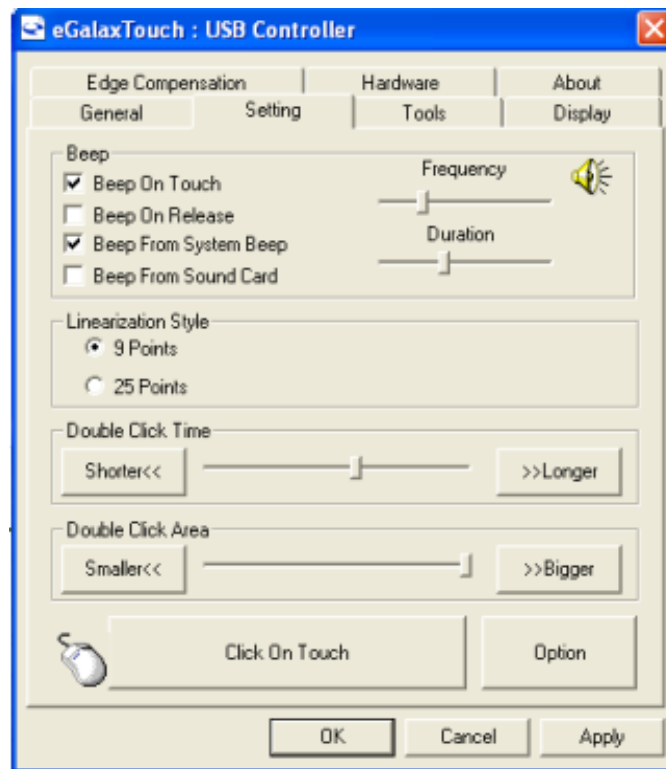 eGalaxTouch : USB Controller
Edge Compensation Hardware About
General Setting Tools Display
Beep
Beep On Touch
Beep On Release
Beep From System Beep
Beep From Sound Card
Frequency
Duration
Linearization Style
9 Points
25 Points
Double Click Time
Shorter<< >>Longer
Double Click Area
Smaller<< >>Bigger
Click On Touch Option
OK Cancel Apply